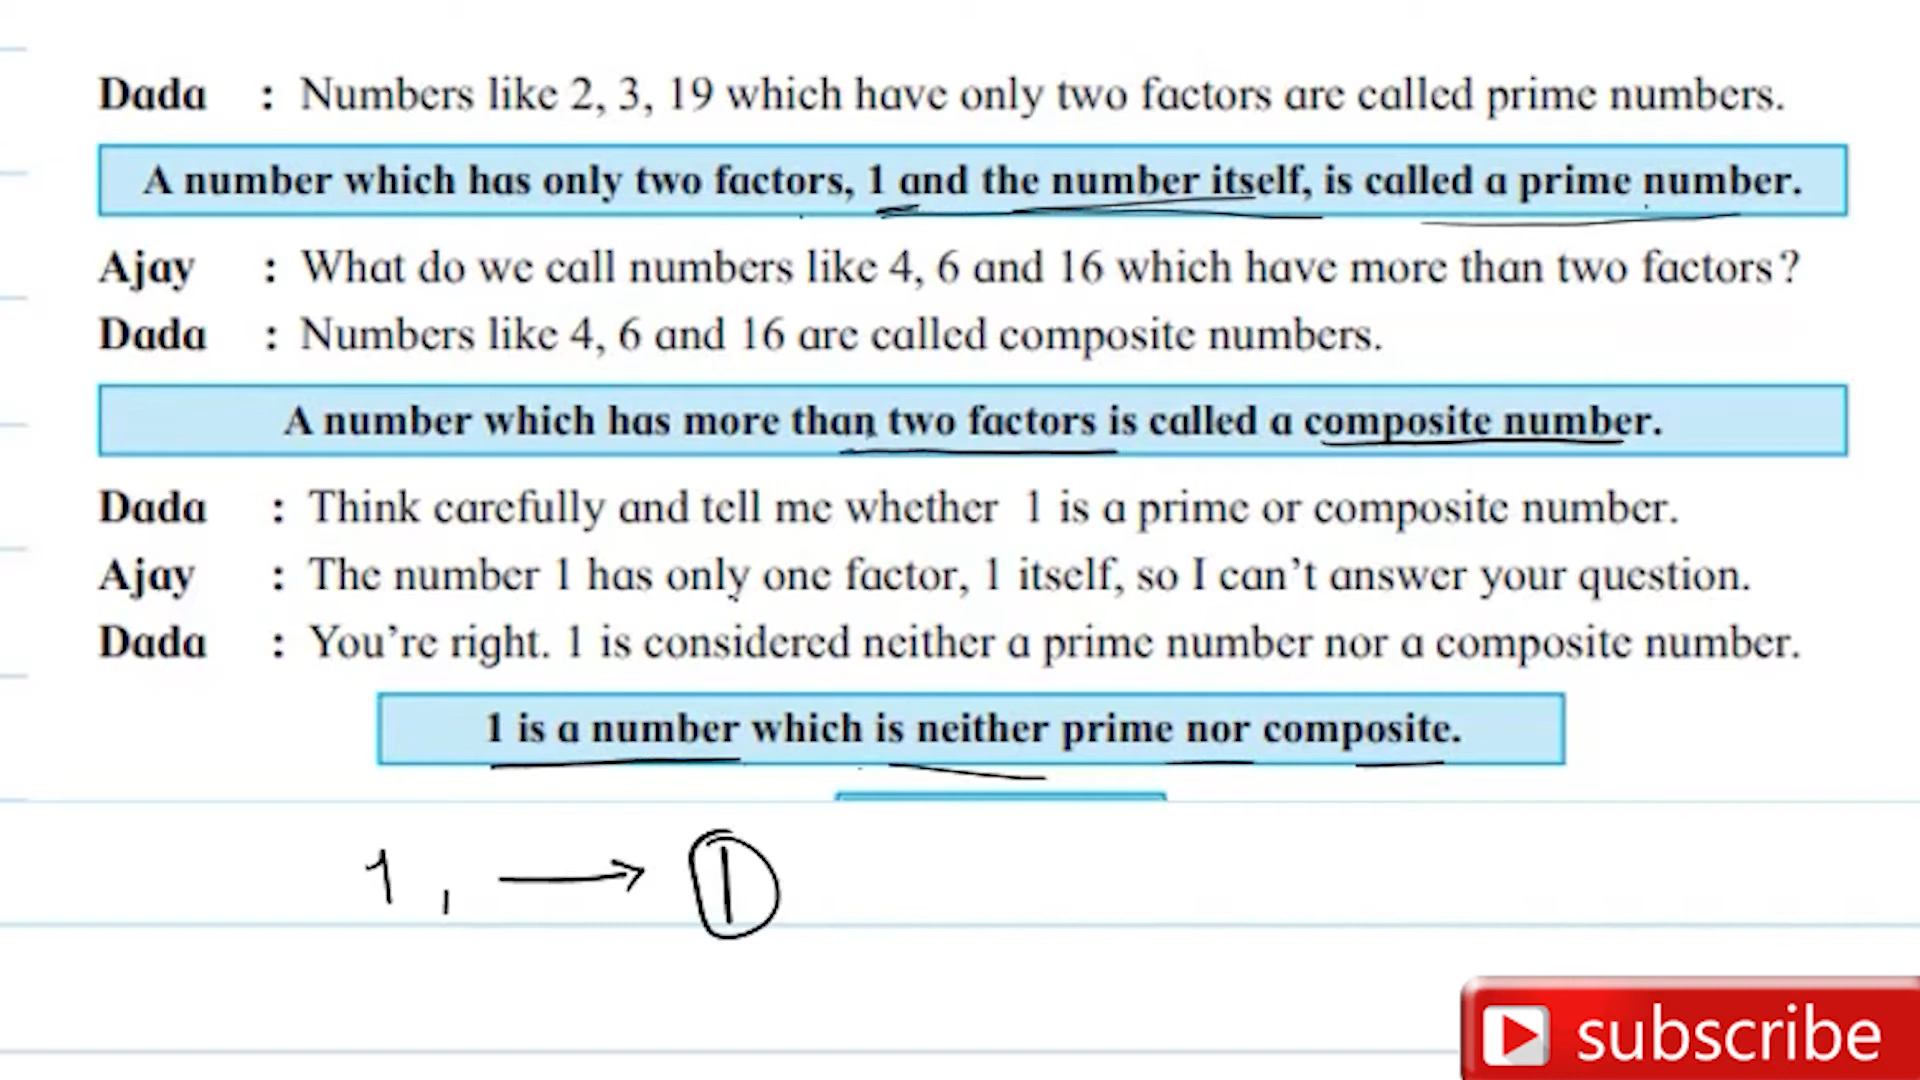 Dada : Numbers like 2, 3, 19 which have only two factors are called prime numbers.
A number which has only two factors, 1 and the number itself, is called a prime number.
Ajay : What do we call numbers like 4, 6 and 16 which have more than two factors?
Dada : Numbers like 4, 6 and 16 are called composite numbers.
A number which has more than two factors is called a composite number.
Dada : Think carefully and tell me whether 1 is a prime or composite number.
Ajay : The number 1 has only one factor, 1 itself, so I can't answer your question.
Dada : You're right. 1 is considered neither a prime number nor a composite number.
1 is a number which is neither prime nor composite.
1 , → 1
subscribe